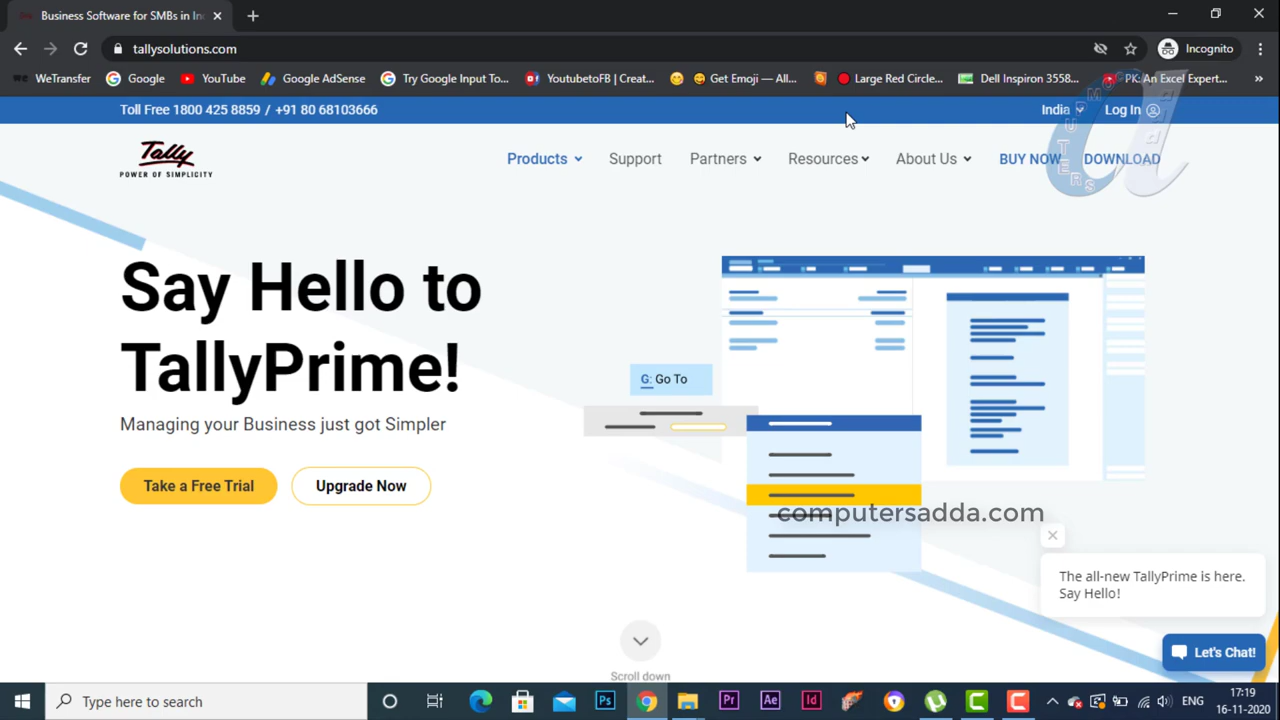 Business Software for SMBs in In
tallysolutions.com
Incognito
WeTransfer
Google
YouTube
Google AdSense
Try Google Input To...
YoutubetoFB | Creat...
Get Emoji — All...
Large Red Circle...
Dell Inspiron 3558...
PK: An Excel Expert...
Toll Free 1800 425 8859 / +91 80 68103666
India
Log In
Tally
POWER OF SIMPLICITY
Products
Support
Partners
Resources
About Us
BUY NOW
DOWNLOAD
Say Hello to
TallyPrime!
Managing your Business just got Simpler
Take a Free Trial
Upgrade Now
G: Go To
computersadda.com
The all-new TallyPrime is here.
Say Hello!
Let's Chat!
Scroll down
Type here to search
Ps
Pr
Ae
Id
ENG
17:19
16-11-2020